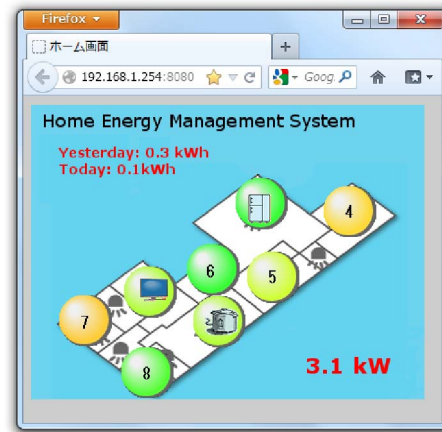 Firefox
ホーム画面
192.168.1.254:8080
Goog
Home Energy Management System
Yesterday: 0.3 kWh
Today: 0.1kWh
4
6
5
7
8
3.1 kW